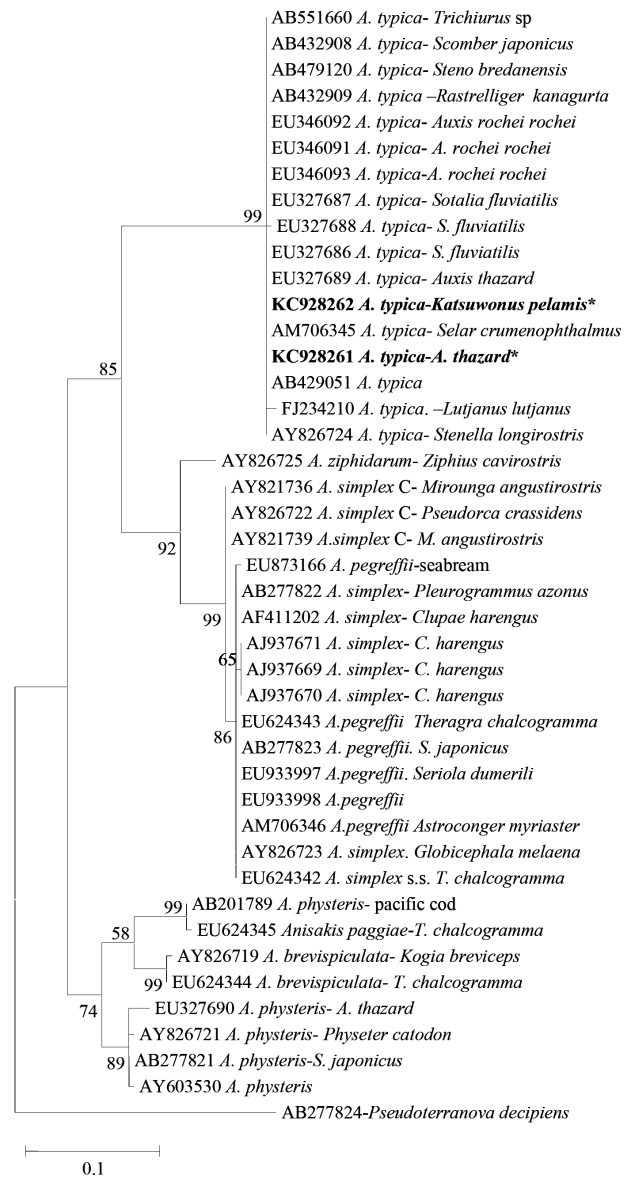 AB551660 A. typica- Trichiurus sp
AB432908 A. typica- Scomber japonicus
AB479120 A. typica- Steno bredanensis
AB432909 A. typica –Rastrelliger kanagurta
EU346092 A. typica- Auxis rochei rochei
EU346091 A. typica- A. rochei rochei
EU346093 A. typica-A. rochei rochei
EU327687 A. typica- Sotalia fluviatilis
99
EU327688 A. typica- S. fluviatilis
EU327686 A. typica- S. fluviatilis
EU327689 A. typica- Auxis thazard
KC928262 A. typica-Katsuwonus pelamis*
AM706345 A. typica- Selar crumenophthalmus
KC928261 A. typica-A. thazard*
85
AB429051 A. typica
FJ234210 A. typica. –Lutjanus lutjanus
AY826724 A. typica- Stenella longirostris
AY826725 A. ziphidarum- Ziphius cavirostris
AY821736 A. simplex C- Mirounga angustirostris
AY826722 A. simplex C- Pseudorca crassidens
AY821739 A.simplex C- M. angustirostris
92
EU873166 A. pegreffii-seabream
AB277822 A. simplex- Pleurogrammus azonus
AF411202 A. simplex- Clupae harengus
99
AJ937671 A. simplex- C. harengus
65
AJ937669 A. simplex- C. harengus
AJ937670 A. simplex- C. harengus
EU624343 A.pegreffii Theragra chalcogramma
86
AB277823 A. pegreffii. S. japonicus
EU933997 A.pegreffii. Seriola dumerili
EU933998 A.pegreffii
AM706346 A.pegreffii Astroconger myriaster
AY826723 A. simplex. Globicephala melaena
EU624342 A. simplex s.s. T. chalcogramma
99
AB201789 A. physteris- pacific cod
58
EU624345 Anisakis paggiae-T. chalcogramma
AY826719 A. brevispiculata- Kogia breviceps
99
EU624344 A. brevispiculata- T. chalcogramma
74
EU327690 A. physteris- A. thazard
AY826721 A. physteris- Physeter catodon
89
AB277821 A. physteris-S. japonicus
AY603530 A. physteris
AB277824-Pseudoterranova decipiens
0.1